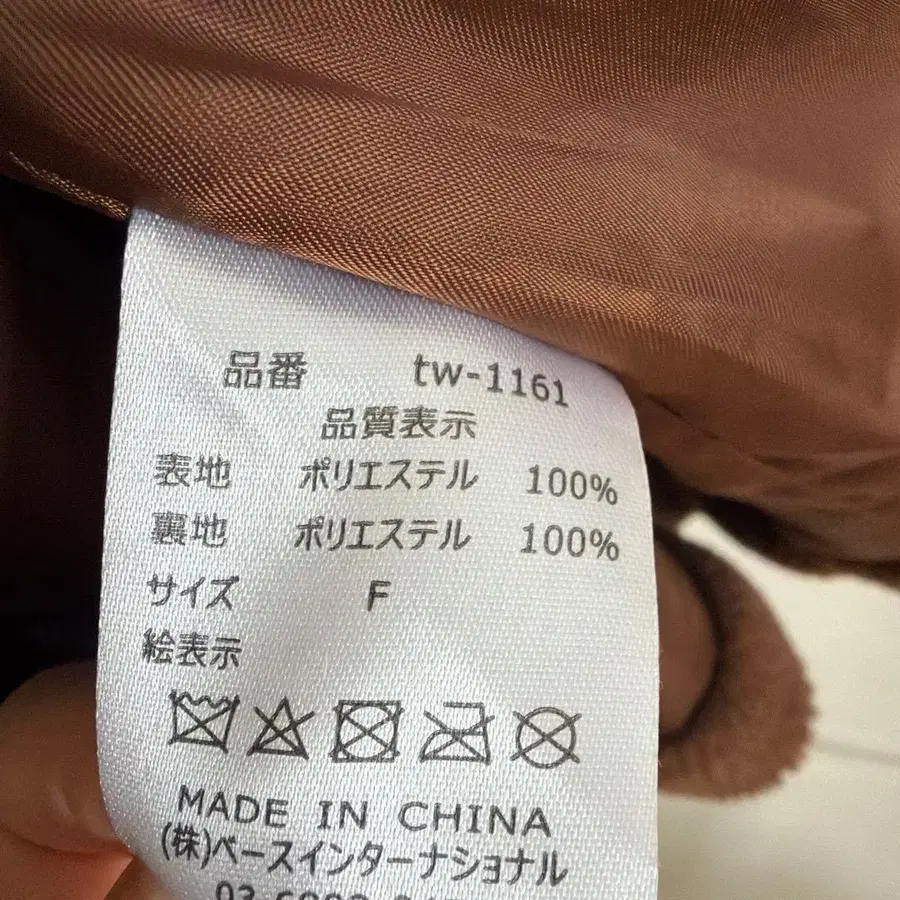 品番 tw-1161
品質表示
表地 ポリエステル 100%
裏地 ポリエステル 100%
サイズ F
絵表示
MADE IN CHINA
(株)ベースインターナショナル